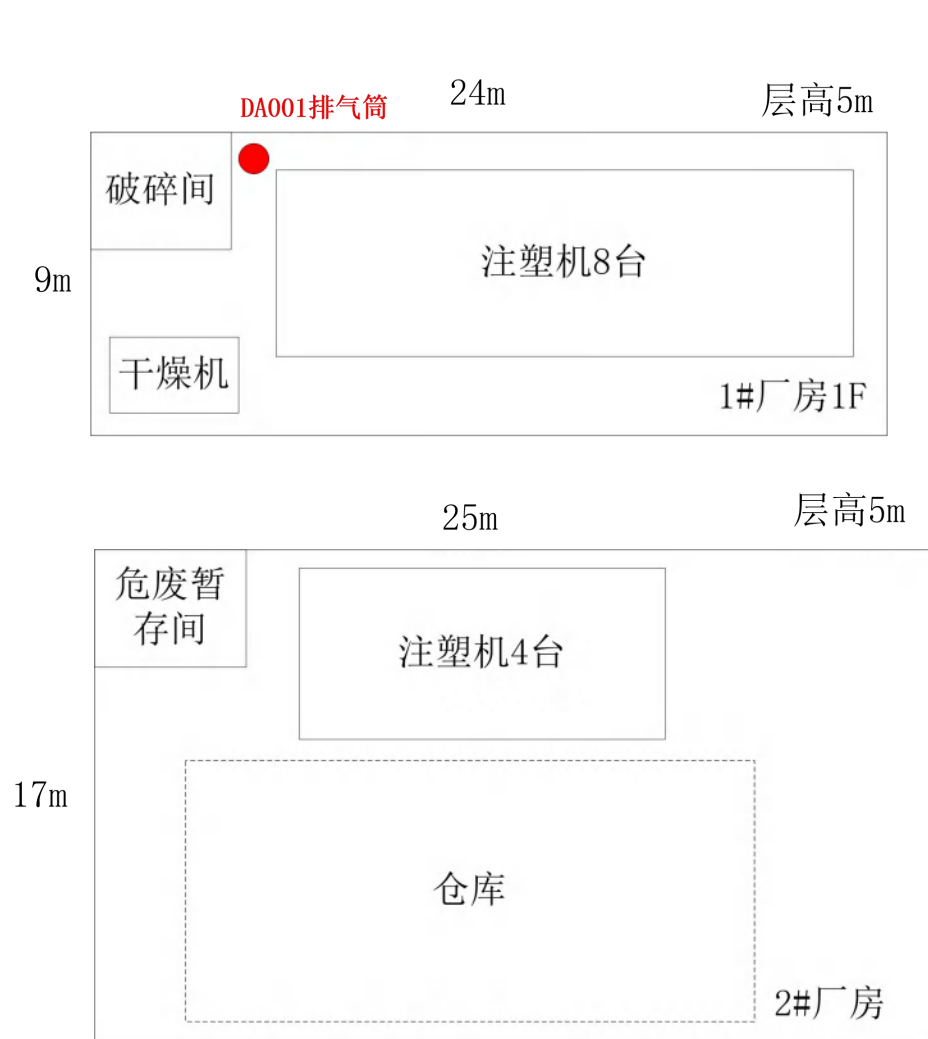 24m
层高5m
DA001排气筒
破碎间
注塑机8台
9m
干燥机
1#厂房1F
25m
层高5m
危废暂
存间
注塑机4台
17m
仓库
2#厂房